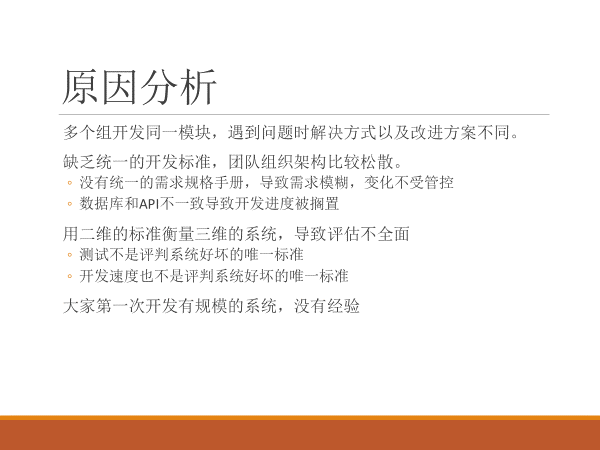 原因分析
多个组开发同一模块，遇到问题时解决方式以及改进方案不同。
缺乏统一的开发标准，团队组织架构比较松散。
◦ 没有统一的需求规格手册，导致需求模糊，变化不受管控
◦ 数据库和API不一致导致开发进度被搁置
用二维的标准衡量三维的系统，导致评估不全面
◦ 测试不是评判系统好坏的唯一标准
◦ 开发速度也不是评判系统好坏的唯一标准
大家第一次开发有规模的系统，没有经验